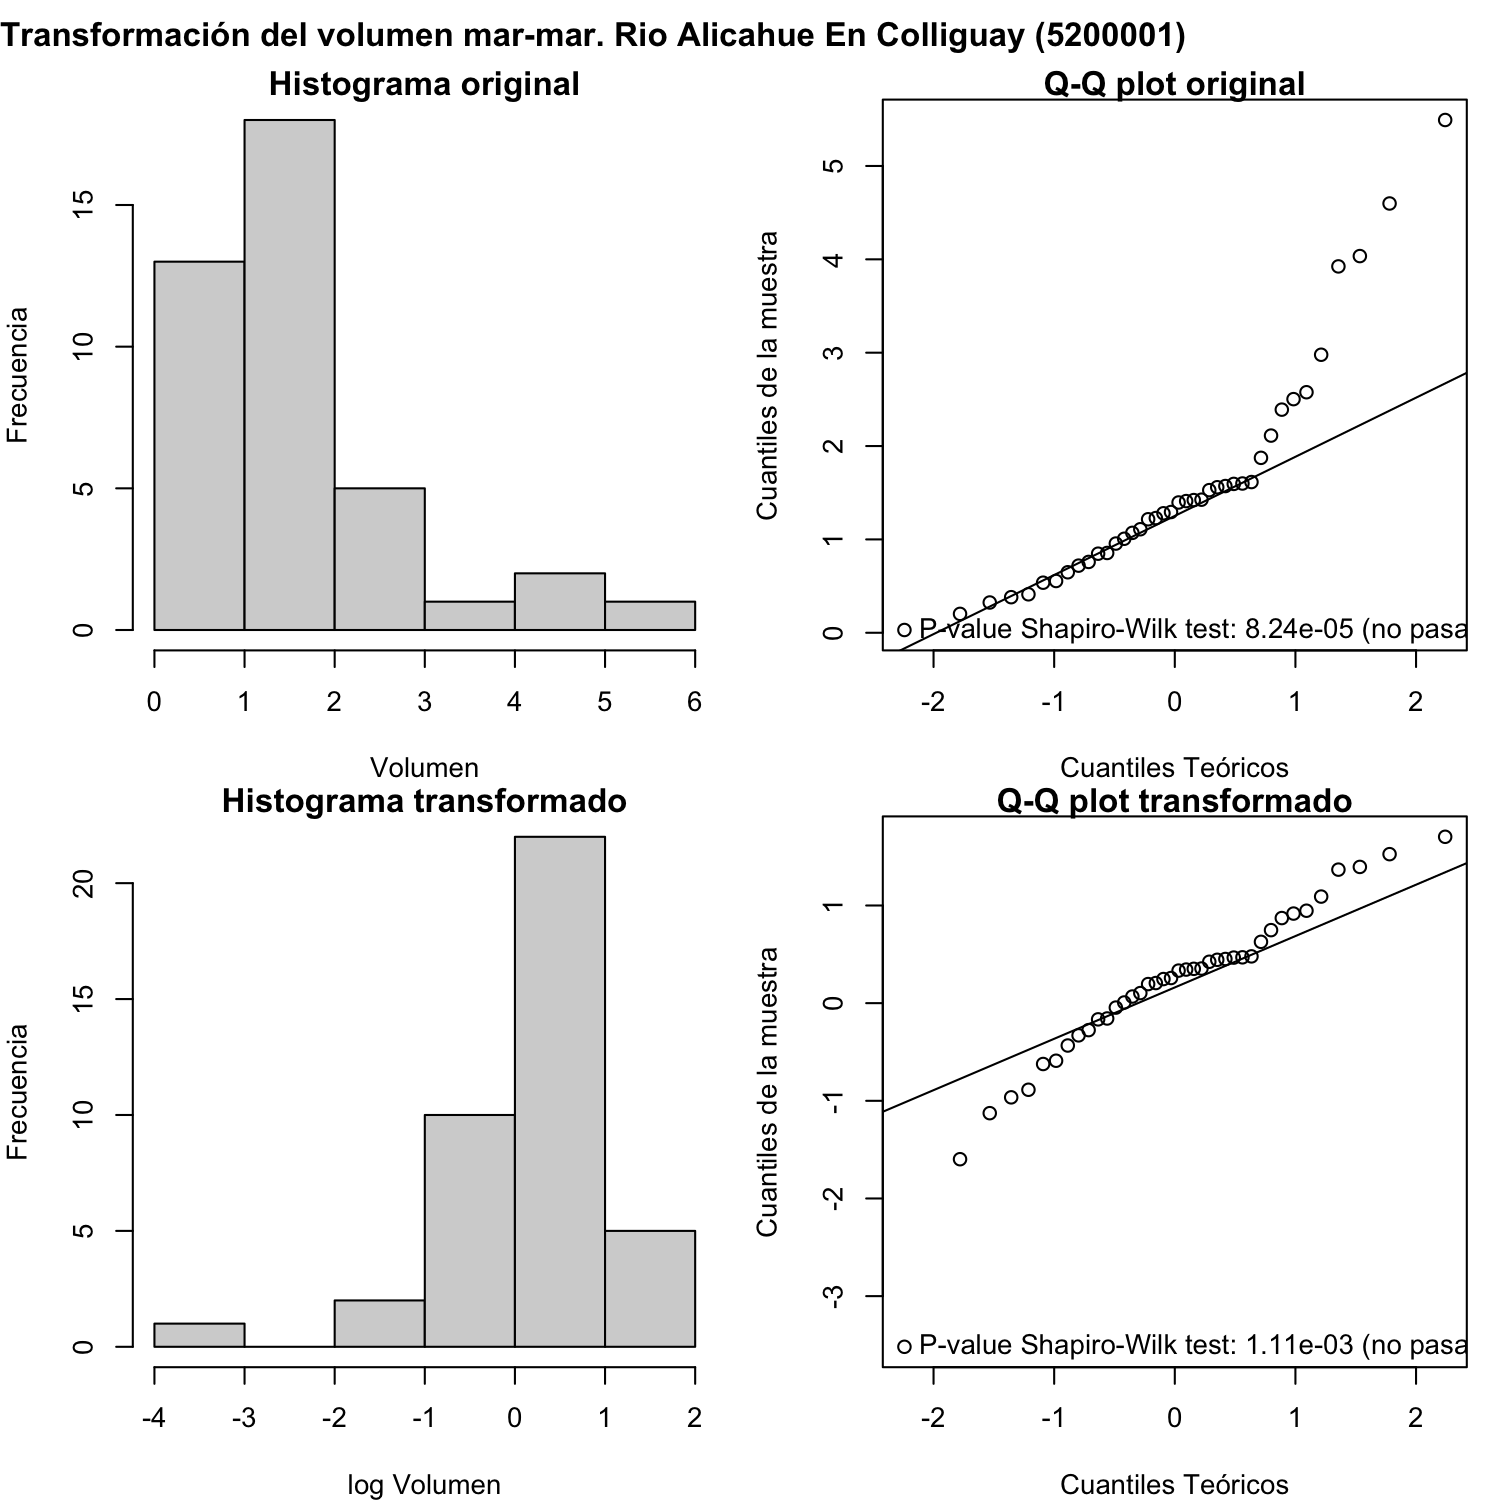 Transformación del volumen mar-mar. Rio Alicahue En Colliguay (5200001)
Histograma original
Frecuencia
15
10
5
0
0 1 2 3 4 5 6
Volumen
Q-Q plot original
Cuantiles de la muestra
5
4
3
2
1
0
P-value Shapiro-Wilk test: 8.24e-05 (no pasa
-2 -1 0 1 2
Cuantiles Teóricos
Histograma transformado
Frecuencia
20
15
10
5
0
-4 -3 -2 -1 0 1 2
log Volumen
Q-Q plot transformado
Cuantiles de la muestra
1
0
-1
-2
-3
P-value Shapiro-Wilk test: 1.11e-03 (no pasa
-2 -1 0 1 2
Cuantiles Teóricos